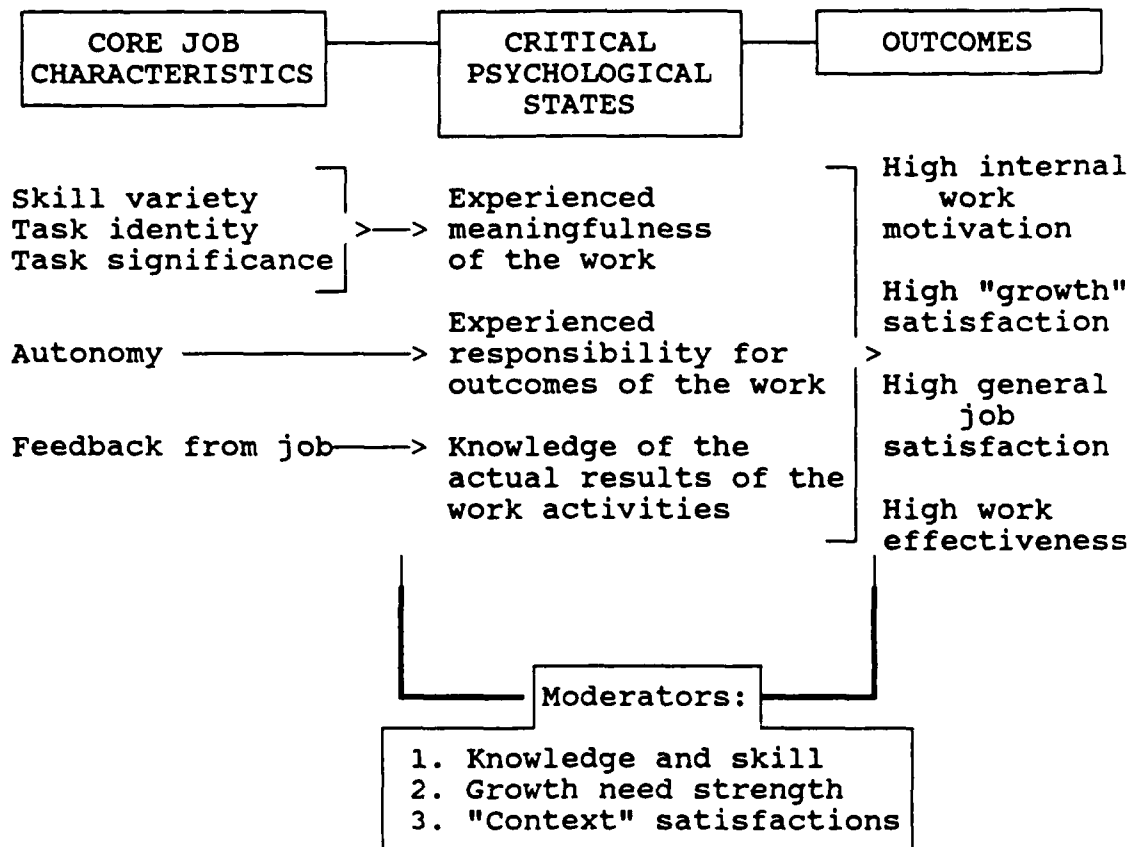 CORE JOB
CHARACTERISTICS
CRITICAL
PSYCHOLOGICAL
STATES
OUTCOMES
Skill variety
Task identity
Task significance
>—>
Experienced
meaningfulness
of the work
Autonomy
>
Experienced
responsibility for
outcomes of the work
Feedback from job
>
Knowledge of the
actual results of the
work activities
>
High internal
work
motivation
High "growth"
satisfaction
High general
job
satisfaction
High work
effectiveness
Moderators:
1. Knowledge and skill
2. Growth need strength
3. "Context" satisfactions